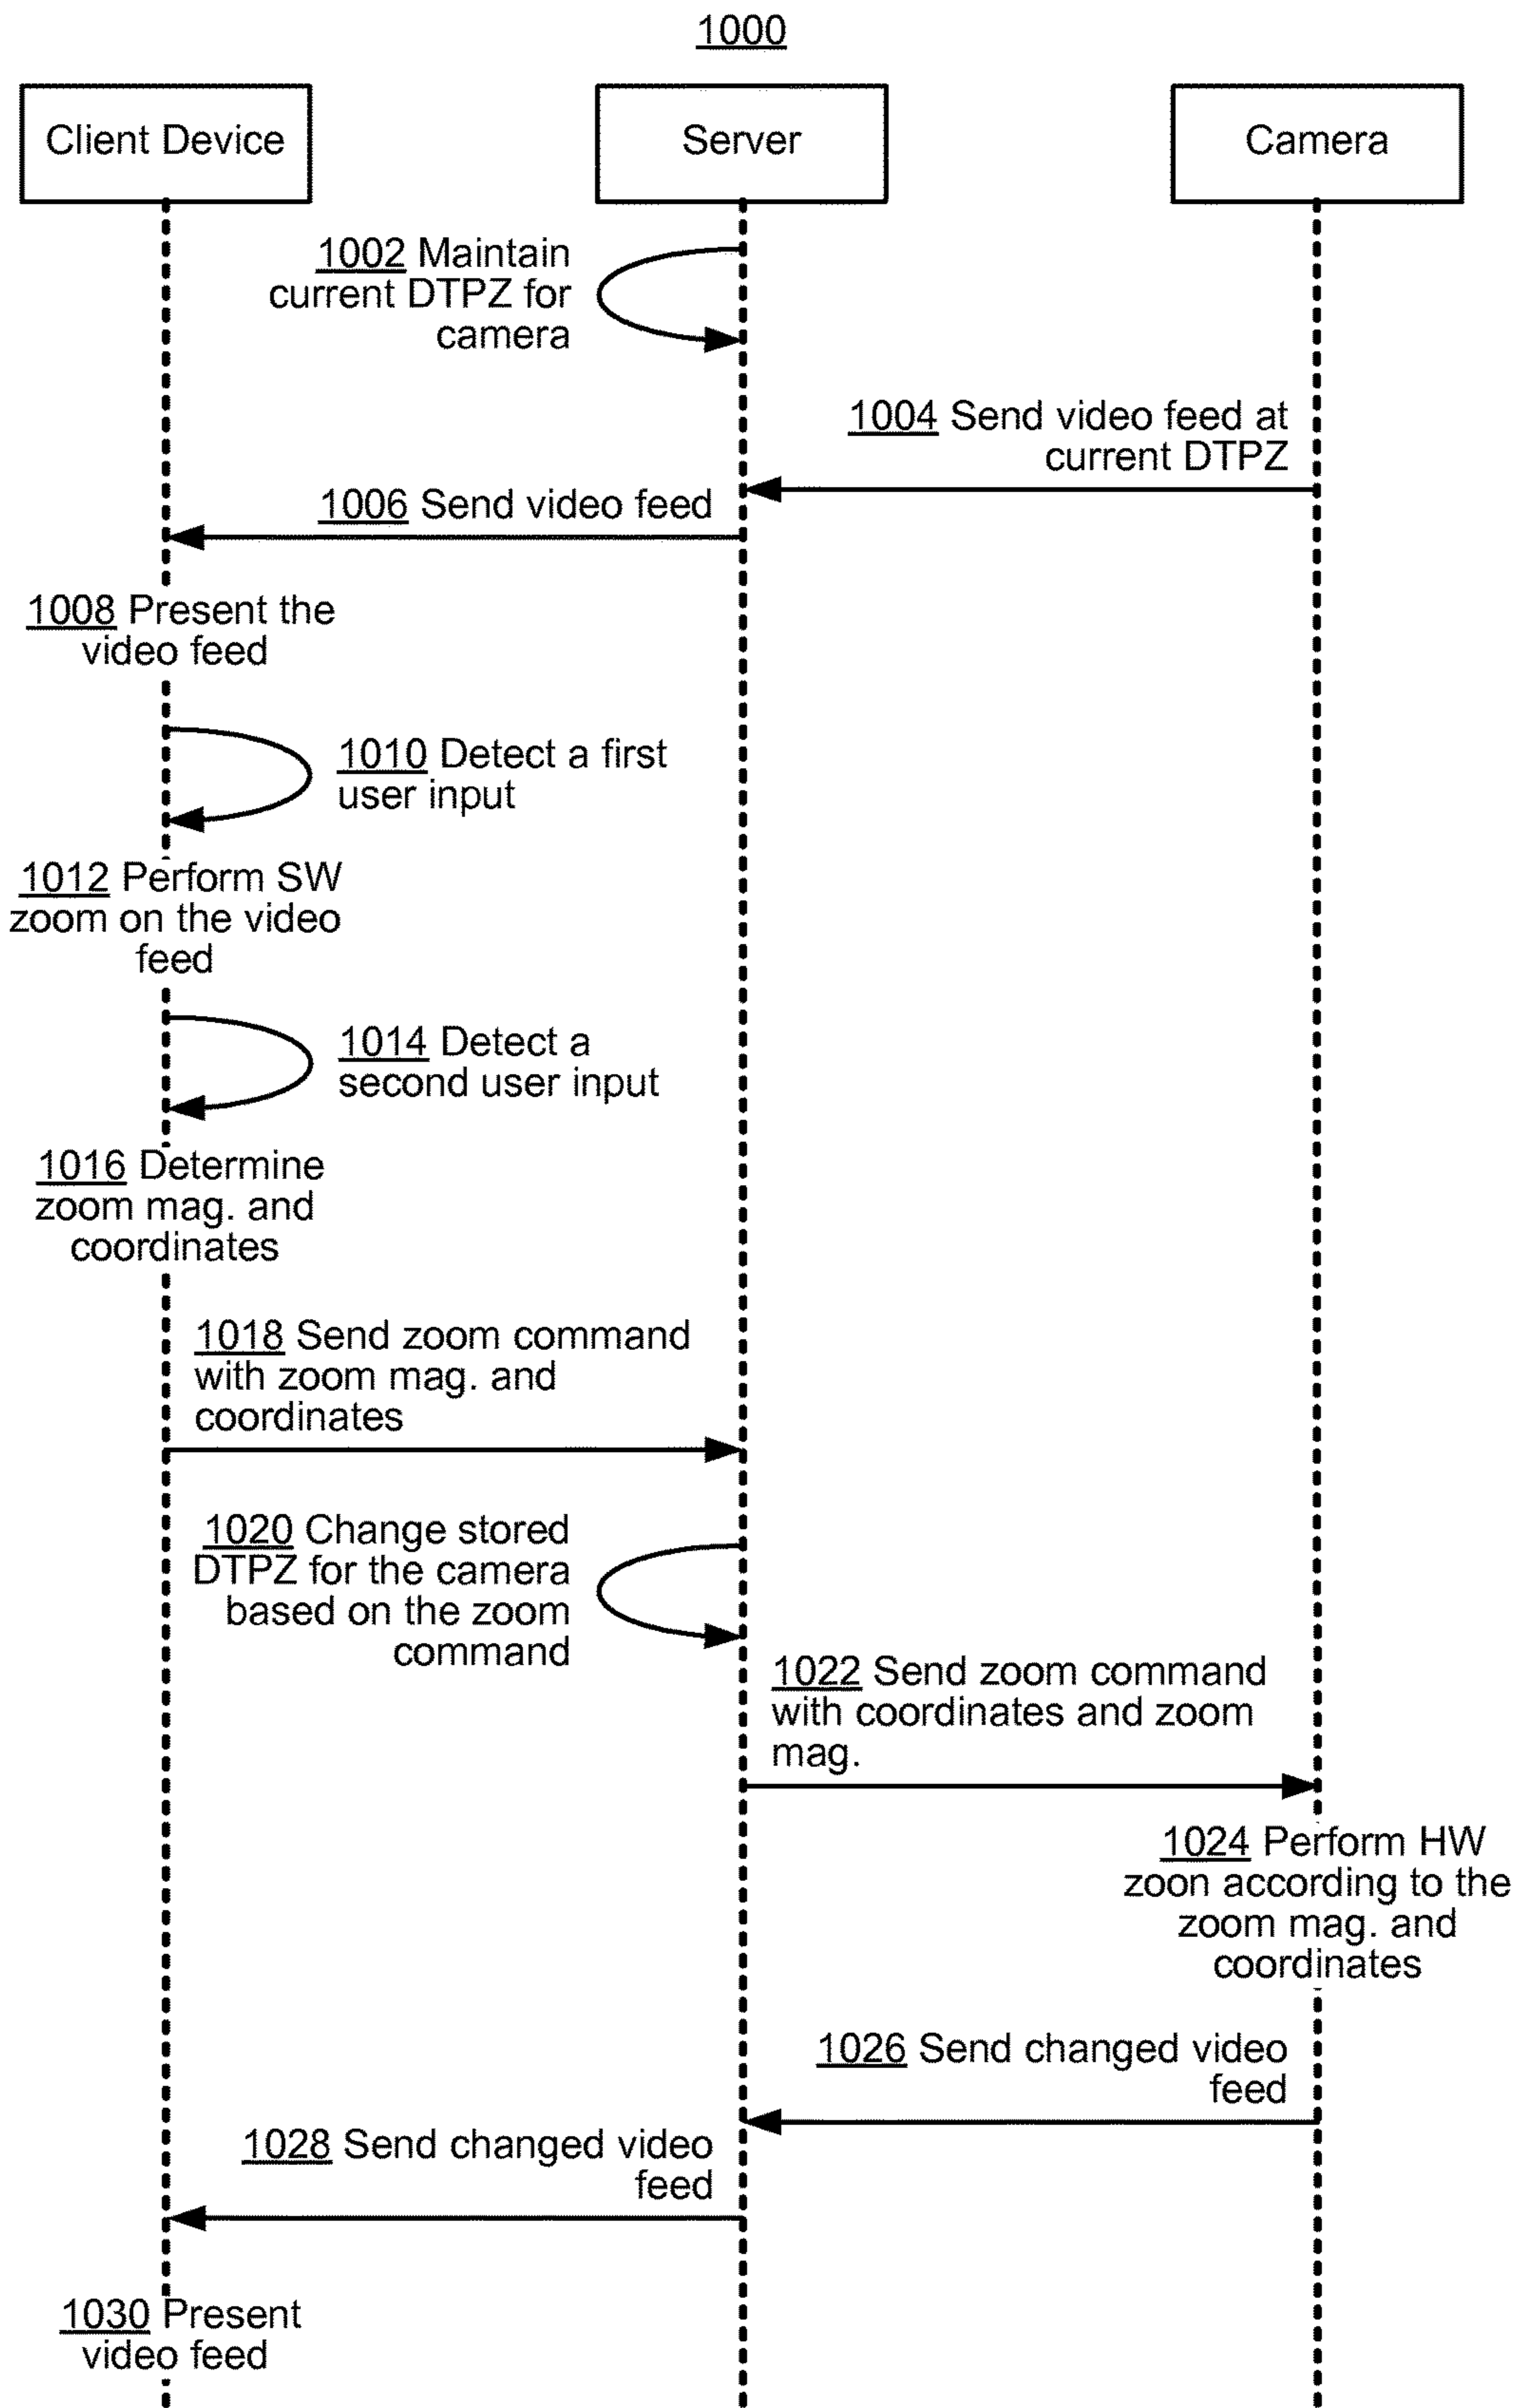 1000
Client Device
Server
Camera
1002 Maintain
current DTPZ for
camera
1004 Send video feed at
current DTPZ
1006 Send video feed
1008 Present the
video feed
1010 Detect a first
user input
1012 Perform SW
zoom on the video
feed
1014 Detect a
second user input
1016 Determine
zoom mag. and
coordinates
1018 Send zoom command
with zoom mag. and
coordinates
1020 Change stored
DTPZ for the camera
based on the zoom
command
1022 Send zoom command
with coordinates and zoom
mag.
1024 Perform HW
zoon according to the
zoom mag. and
coordinates
1026 Send changed video
feed
1028 Send changed video
feed
1030 Present
video feed